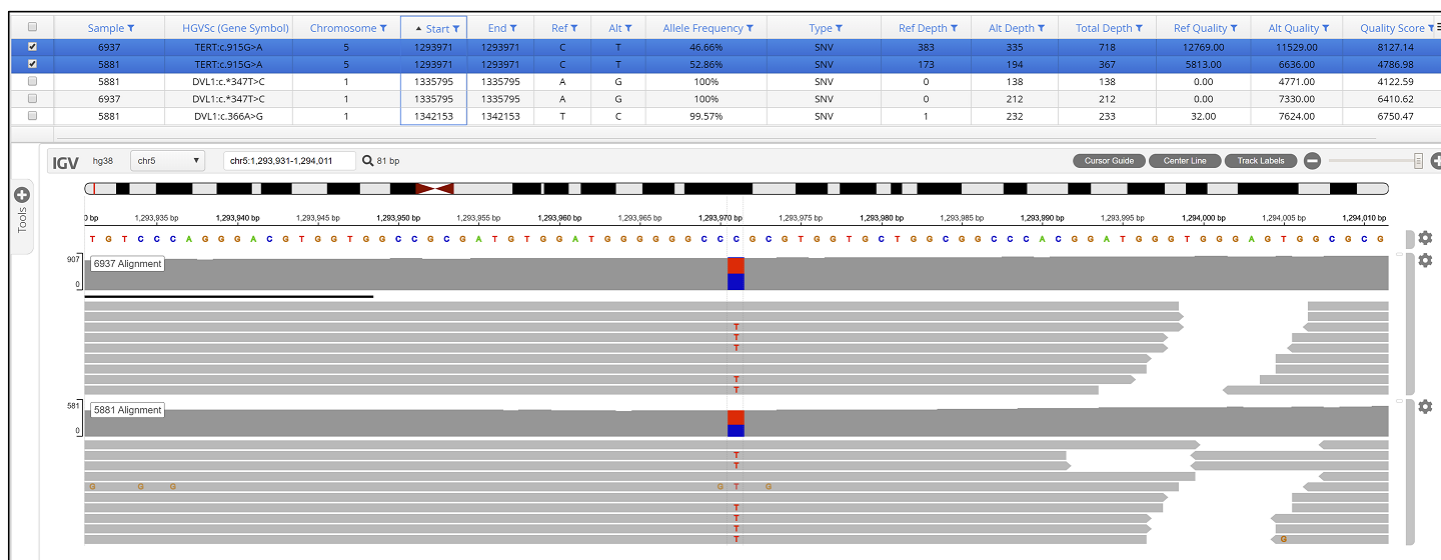 Sample HGVSc (Gene Symbol) Chromosome Start End Ref Alt Allele Frequency Type Ref Depth Alt Depth Total Depth Ref Quality Alt Quality Quality Score
6937 TERT:c.915G>A 5 1293971 1293971 C T 46.66% SNV 383 335 718 12769.00 11529.00 8127.14
5881 TERT:c.915G>A 5 1293971 1293971 C T 52.86% SNV 173 194 367 5813.00 6636.00 4786.98
5881 DVL1:c.*347T>C 1 1335795 1335795 A G 100% SNV 0 138 138 0.00 4771.00 4122.59
6937 DVL1:c.*347T>C 1 1335795 1335795 A G 100% SNV 0 212 212 0.00 7330.00 6410.62
5881 DVL1:c.366A>G 1 1342153 1342153 T C 99.57% SNV 1 232 233 32.00 7624.00 6750.47
Tools
IGV hg38 chr5 chr5:1,293,931-1,294,011 81 bp Cursor Guide Center Line Track Labels
0 bp 1,293,935 bp 1,293,940 bp 1,293,945 bp 1,293,950 bp 1,293,955 bp 1,293,960 bp 1,293,965 bp 1,293,970 bp 1,293,975 bp 1,293,980 bp 1,293,985 bp 1,293,990 bp 1,293,995 bp 1,294,000 bp 1,294,005 bp 1,294,010 bp
T G T C C C A G G G A C G T G G T G G C C G C G A T G T G G A T G G G G G G C C C G C G T G G T G C T G G C G G C C C A C G G A T G G G T G G G A G T G G C G C G
907
6937 Alignment
0
T
T
T
T
T
581
5881 Alignment
0
T
T
G G G G T G
T
T
T
T G